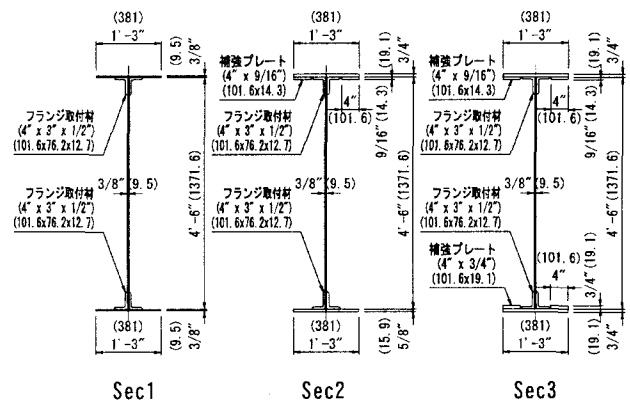 (381)
1'-3"
(9.5)
3/8"
フランジ取付材
(4" x 3" x 1/2")
(101.6x76.2x12.7)
3/8" (9.5)
4'-6" (1371.6)
フランジ取付材
(4" x 3" x 1/2")
(101.6x76.2x12.7)
(381)
1'-3"
(9.5)
3/8"
Sec1
(381)
1'-3"
(19.1)
3/4"
補強プレート
(4" x 9/16")
(101.6x14.3)
4"
(101.6)
9/16" (14.3)
フランジ取付材
(4" x 3" x 1/2")
(101.6x76.2x12.7)
3/8" (9.5)
4'-6" (1371.6)
フランジ取付材
(4" x 3" x 1/2")
(101.6x76.2x12.7)
(381)
1'-3"
(15.9)
5/8"
Sec2
(381)
1'-3"
(19.1)
3/4"
補強プレート
(4" x 9/16")
(101.6x14.3)
4"
(101.6)
9/16" (14.3)
フランジ取付材
(4" x 3" x 1/2")
(101.6x76.2x12.7)
3/8" (9.5)
4'-6" (1371.6)
フランジ取付材
(4" x 3" x 1/2")
(101.6x76.2x12.7)
補強プレート
(4" x 3/4")
(101.6x19.1)
(101.6)
4"
3/4" (19.1)
(381)
1'-3"
(19.1)
3/4"
Sec3